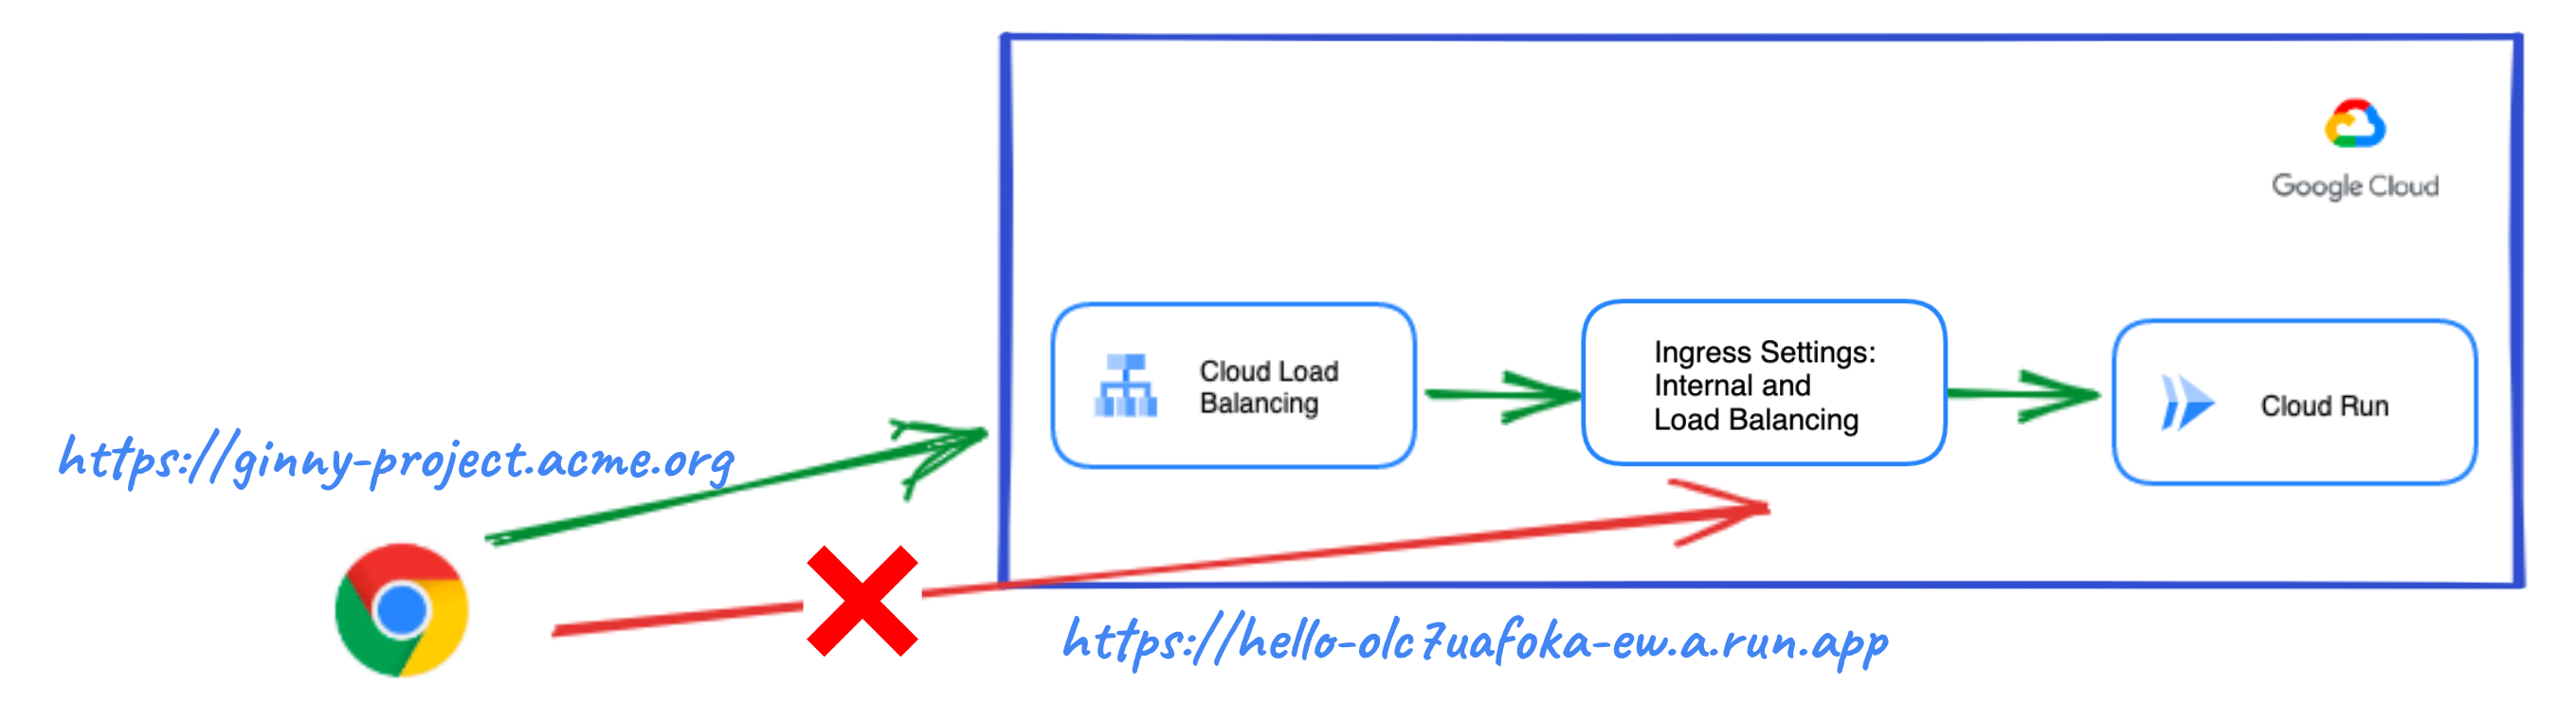 Google Cloud
Cloud Load
Balancing
Ingress Settings:
Internal and
Load Balancing
Cloud Run
https://ginny-project.acme.org
https://hello-olc7uafoka-ew.a.run.app